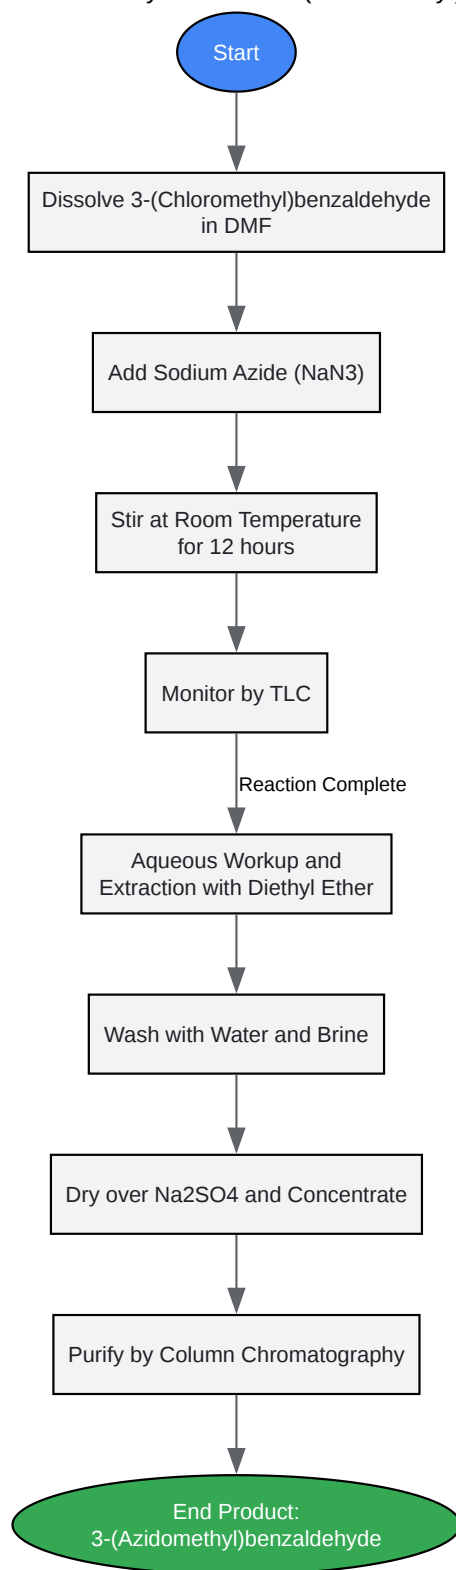 Start
Dissolve 3-(Chloromethyl)benzaldehyde
in DMF
Add Sodium Azide (NaN3)
Stir at Room Temperature
for 12 hours
Monitor by TLC
Reaction Complete
Aqueous Workup and
Extraction with Diethyl Ether
Wash with Water and Brine
Dry over Na2SO4 and Concentrate
Purify by Column Chromatography
End Product:
3-(Azidomethyl)benzaldehyde